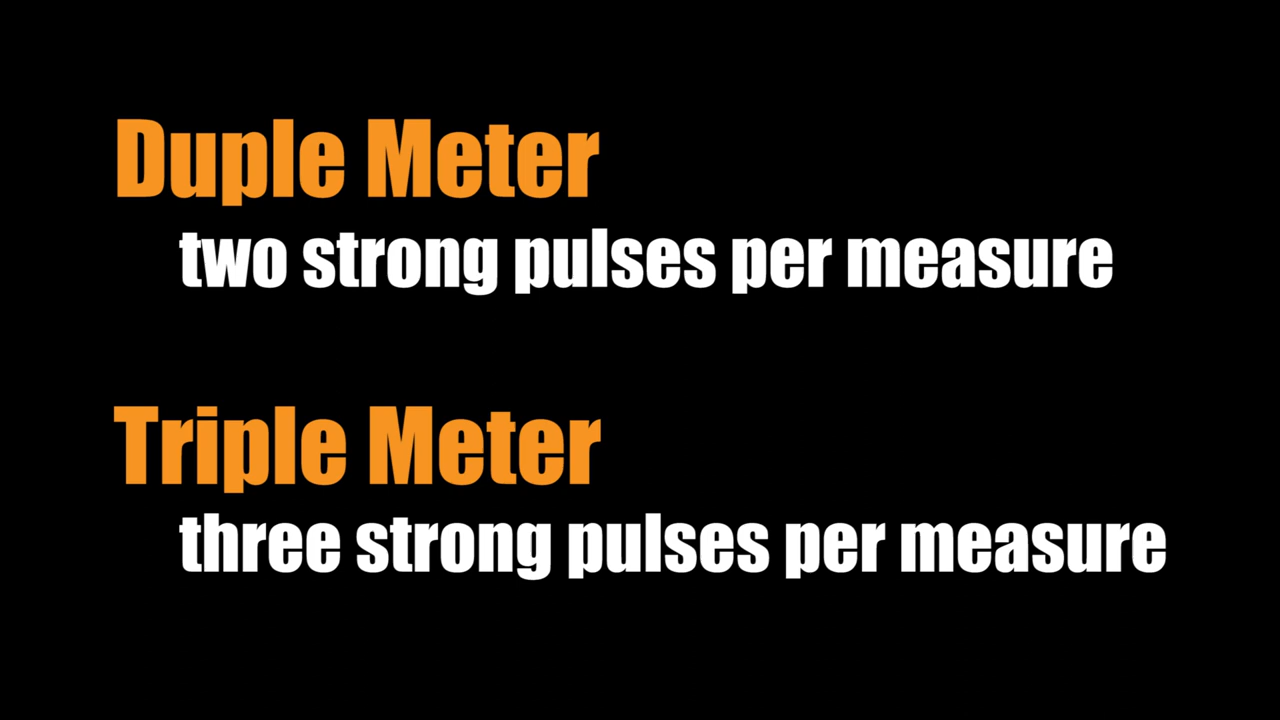 Duple Meter
two strong pulses per measure
Triple Meter
three strong pulses per measure